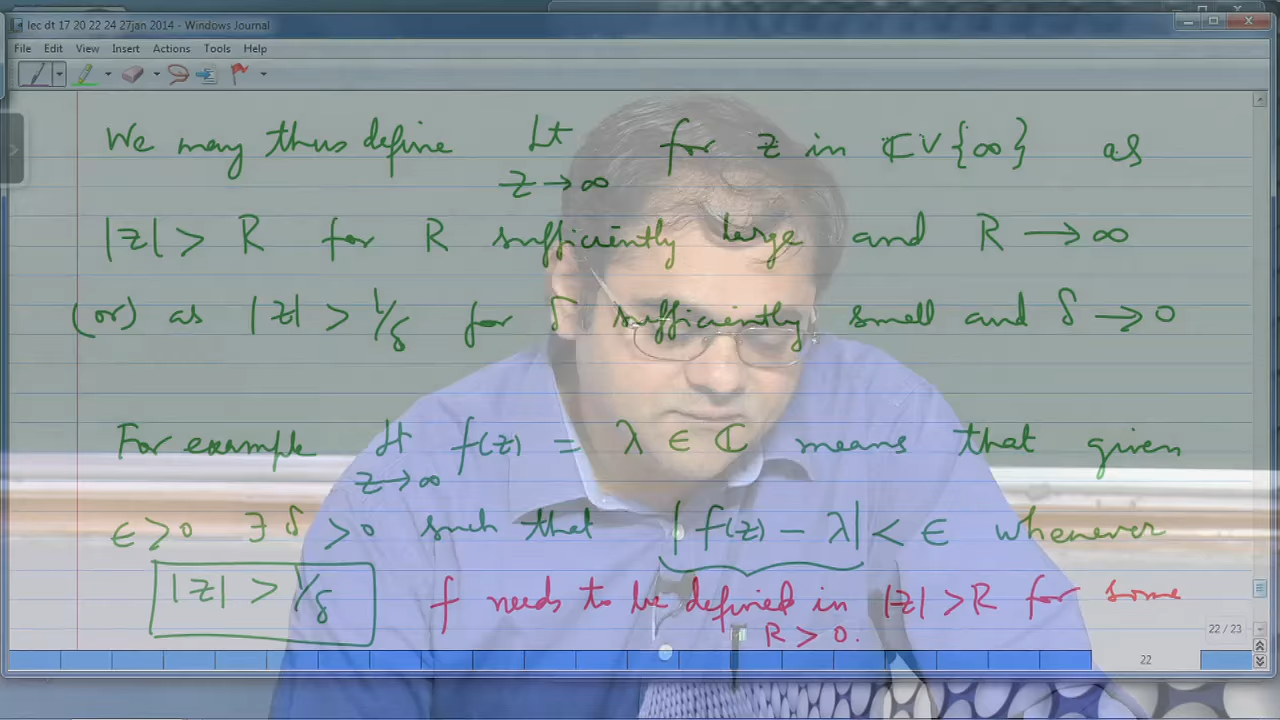 lec dt 17 20 22 24 27jan 2014 - Windows Journal
File Edit View Insert Actions Tools Help
We may thus define Lt z→∞ for z in ℂ∪{∞} as
|z| > R for R sufficiently large and R → ∞
(or) as |z| > 1/δ for δ sufficiently small and δ → 0
For example lt z→∞ f(z) = λ ∈ ℂ means that given
ϵ > 0 ∃ δ > 0 such that |f(z) − λ| < ϵ whenever
|z| > 1/δ f needs to be defined in |z| > R for some
R > 0.
22 / 23
22